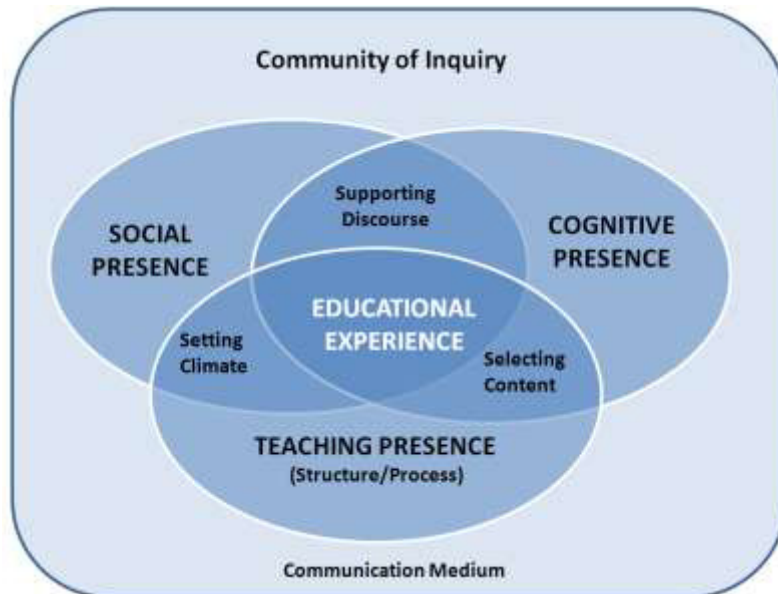 Community of Inquiry
Supporting
Discourse
SOCIAL
PRESENCE
COGNITIVE
PRESENCE
EDUCATIONAL
EXPERIENCE
Setting
Climate
Selecting
Content
TEACHING PRESENCE
(Structure/Process)
Communication Medium